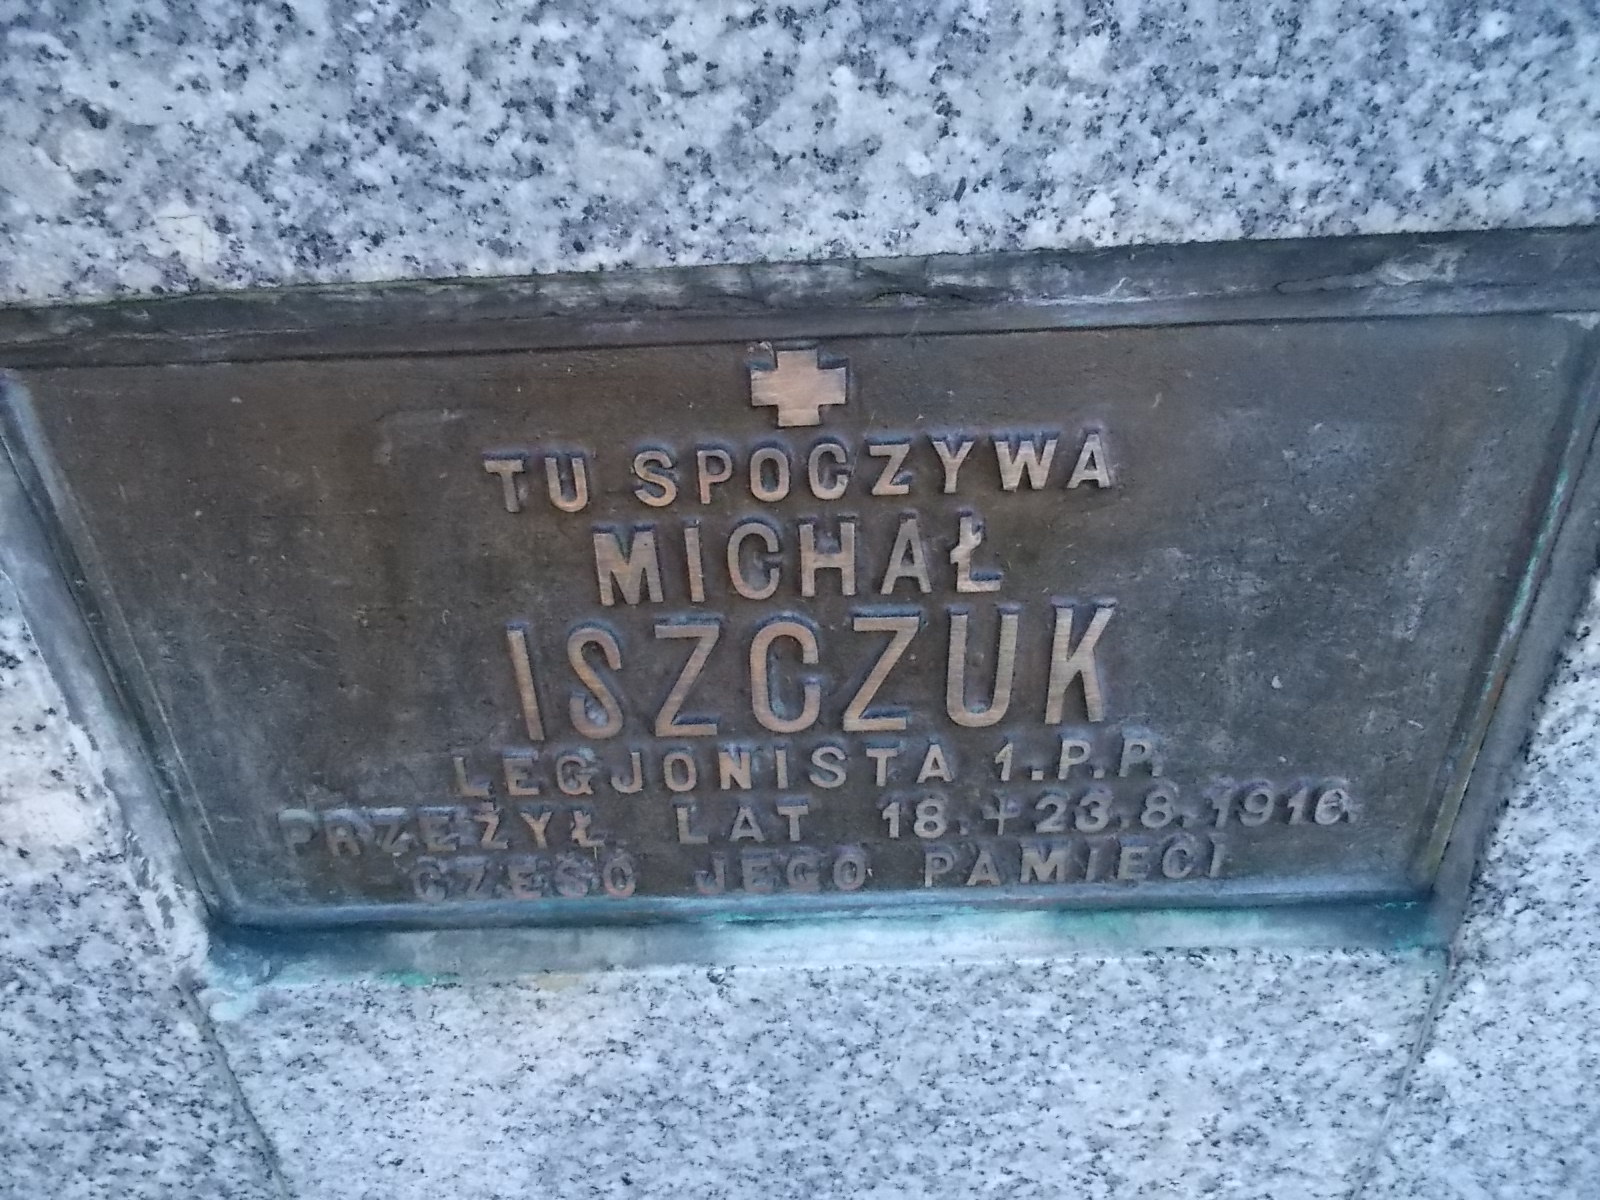 TU SPOCZYWA
MICHAŁ
ISZCZUK
LEGJONISTA 1.P.P.
PRZEŻYŁ LAT 18.+23.8.1916.
CZEŚĆ JEGO PAMIĘCI